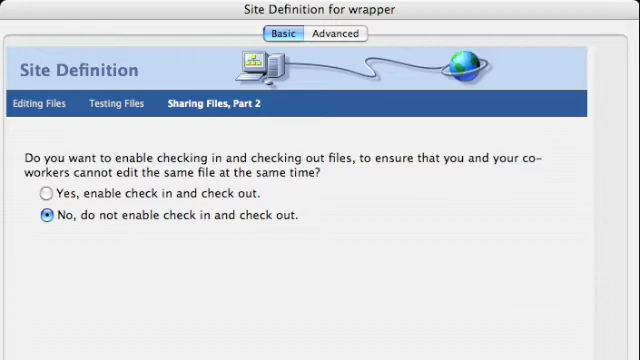 Site Definition for wrapper
Basic Advanced
Site Definition
Editing Files Testing Files Sharing Files, Part 2
Do you want to enable checking in and checking out files, to ensure that you and your co-
workers cannot edit the same file at the same time?
Yes, enable check in and check out.
No, do not enable check in and check out.